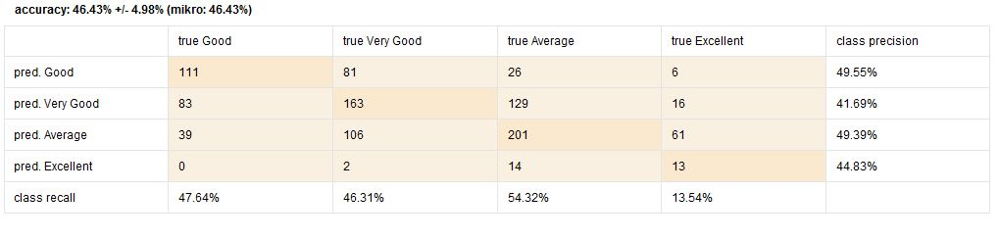 accuracy: 46.43% +/- 4.98% (mikro: 46.43%)
true Good true Very Good true Average true Excellent class precision
pred. Good 111 81 26 6 49.55%
pred. Very Good 83 163 129 16 41.69%
pred. Average 39 106 201 61 49.39%
pred. Excellent 0 2 14 13 44.83%
class recall 47.64% 46.31% 54.32% 13.54%